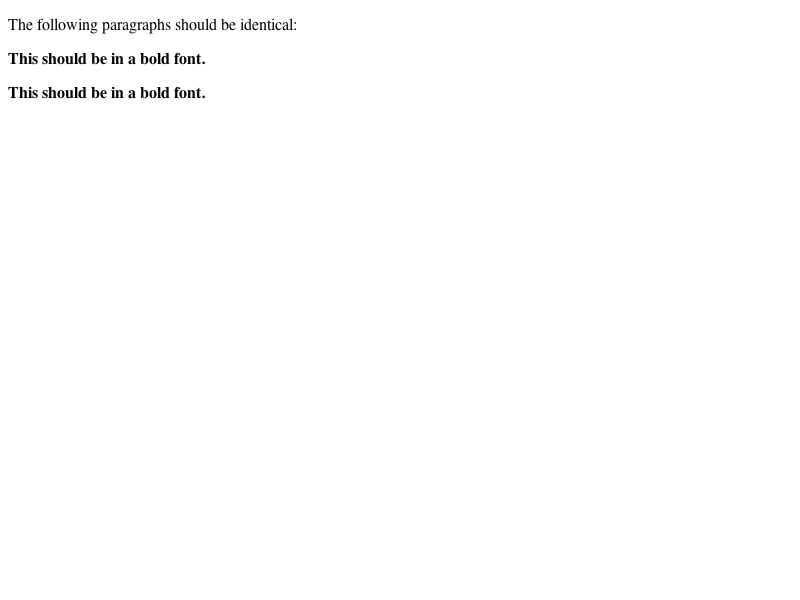 The following paragraphs should be identical:
This should be in a bold font.
This should be in a bold font.